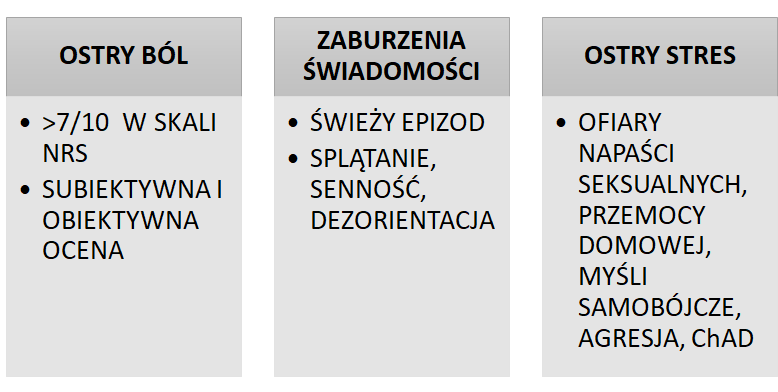 OSTRY BÓL
• >7/10 W SKALI
NRS
• SUBIEKTYWNA I
OBIEKTYWNA
OCENA
ZABURZENIA
ŚWIADOMOŚCI
• ŚWIEŻY EPIZOD
• SPLĄTANIE,
SENNOŚĆ,
DEZORIENTACJA
OSTRY STRES
• OFIARY
NAPAŚCI
SEKSUALNYCH,
PRZEMOCY
DOMOWEJ,
MYŚLI
SAMOBÓJCZE,
AGRESJA, ChAD